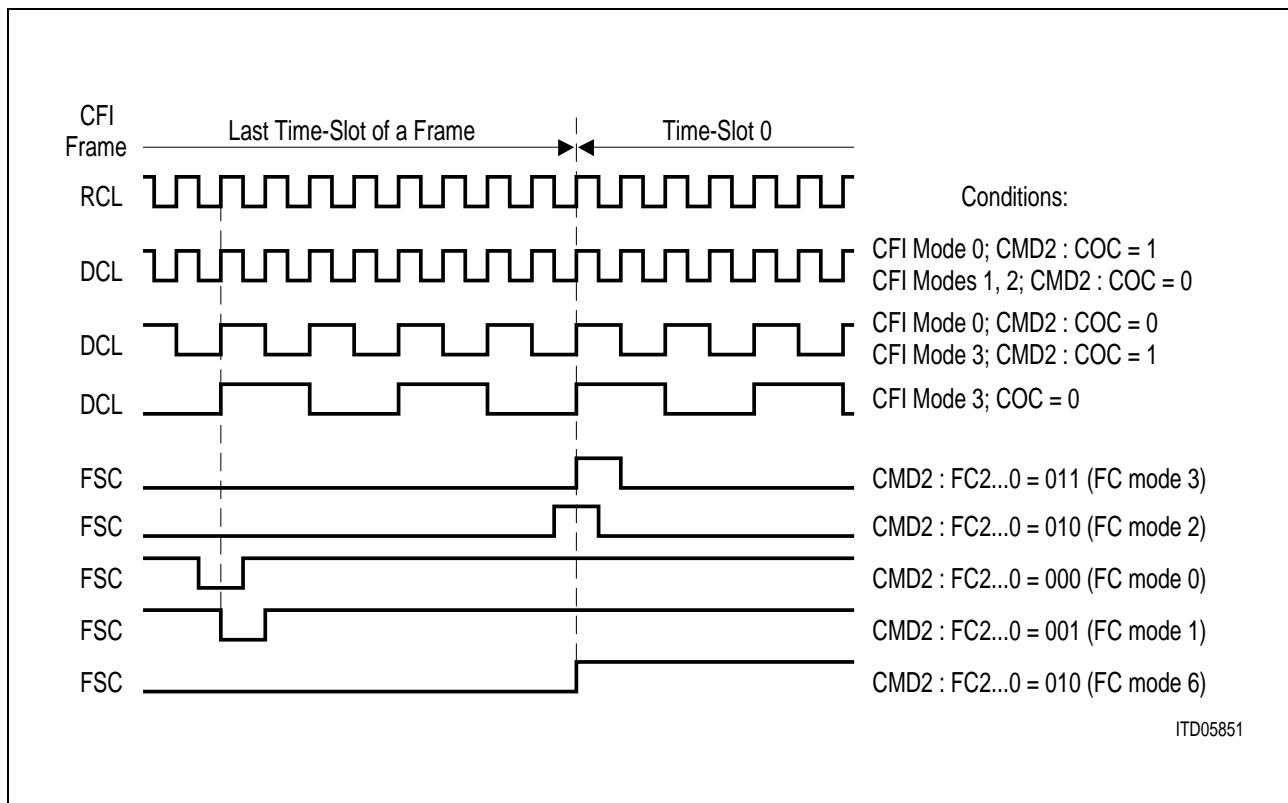 CFI
Frame
Last Time-Slot of a Frame
Time-Slot 0
RCL
Conditions:
DCL
CFI Mode 0; CMD2 : COC = 1
CFI Modes 1, 2; CMD2 : COC = 0
DCL
CFI Mode 0; CMD2 : COC = 0
CFI Mode 3; CMD2 : COC = 1
DCL
CFI Mode 3; COC = 0
FSC
CMD2 : FC2...0 = 011 (FC mode 3)
FSC
CMD2 : FC2...0 = 010 (FC mode 2)
FSC
CMD2 : FC2...0 = 000 (FC mode 0)
FSC
CMD2 : FC2...0 = 001 (FC mode 1)
FSC
CMD2 : FC2...0 = 010 (FC mode 6)
ITD05851